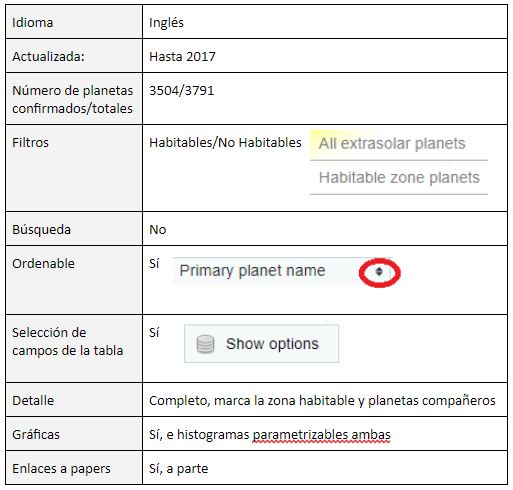 Idioma Inglés
Actualizada: Hasta 2017
Número de planetas 3504/3791
confirmados/totales
Filtros Habitables/No Habitables All extrasolar planets
Habitable zone planets
Búsqueda No
Ordenable Sí Primary planet name
Selección de Sí Show options
campos de la tabla
Detalle Completo, marca la zona habitable y planetas compañeros
Gráficas Sí, e histogramas parametrizables ambas
Enlaces a papers Sí, a parte